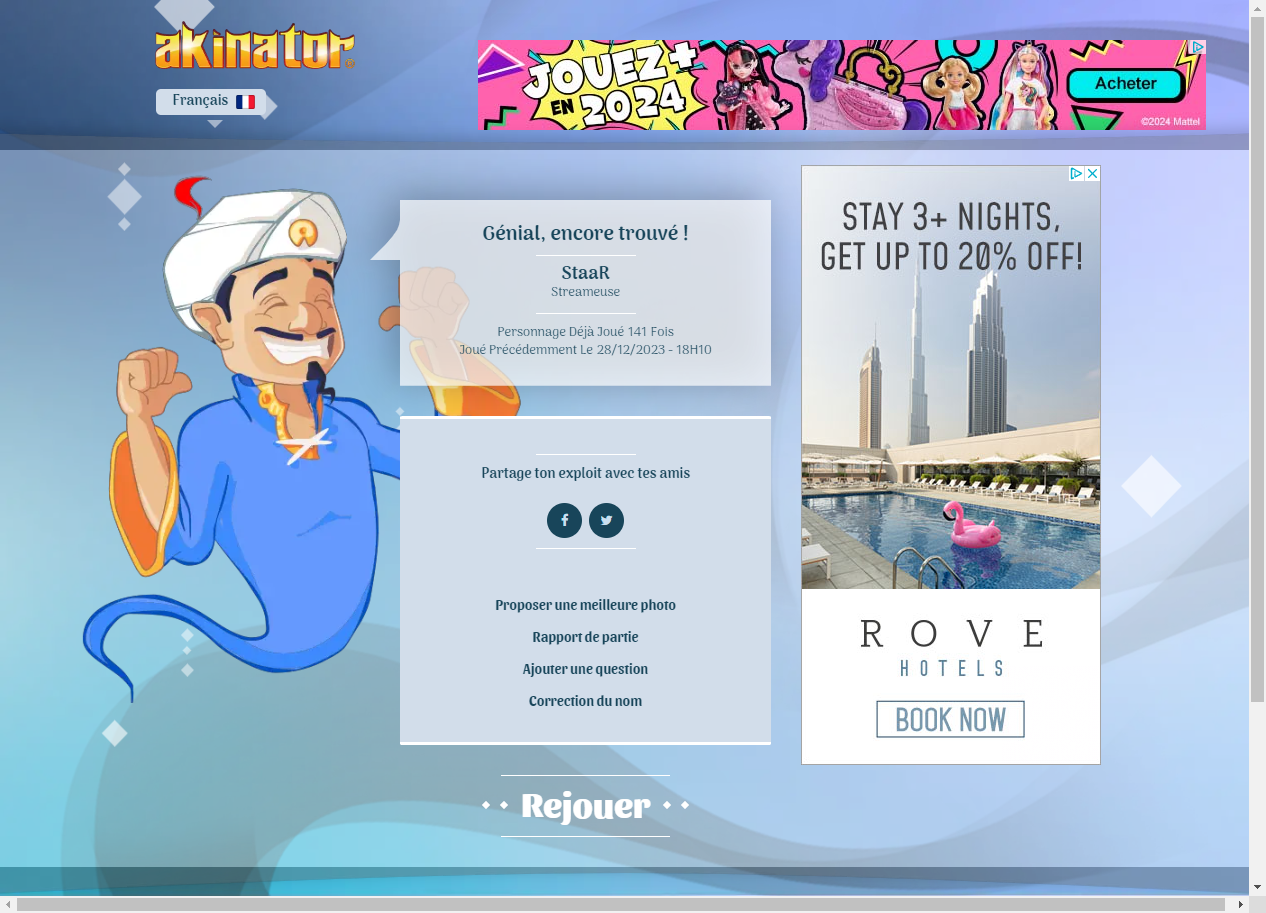 akinator
Français
JOUEZ+
EN 2024
Acheter
©2024 Mattel
Génial, encore trouvé !
StaaR
Streameuse
Personnage Déjà Joué 141 Fois
Joué Précédemment Le 28/12/2023 - 18H10
Partage ton exploit avec tes amis
Proposer une meilleure photo
Rapport de partie
Ajouter une question
Correction du nom
Rejouer
STAY 3+ NIGHTS,
GET UP TO 20% OFF!
ROVE
HOTELS
BOOK NOW